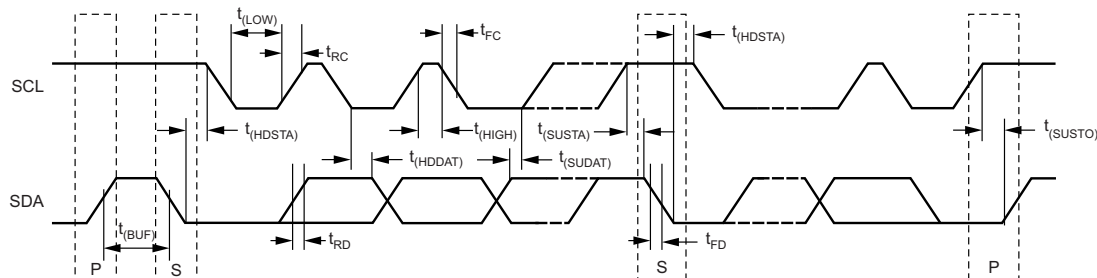 t(LOW)
tRC
tFC
t(HDSTA)
SCL
t(HDSTA)
t(HIGH)
t(SUSTA)
t(SUSTO)
t(HDDAT)
t(SUDAT)
SDA
t(BUF)
tRD
tFD
P
S
S
P